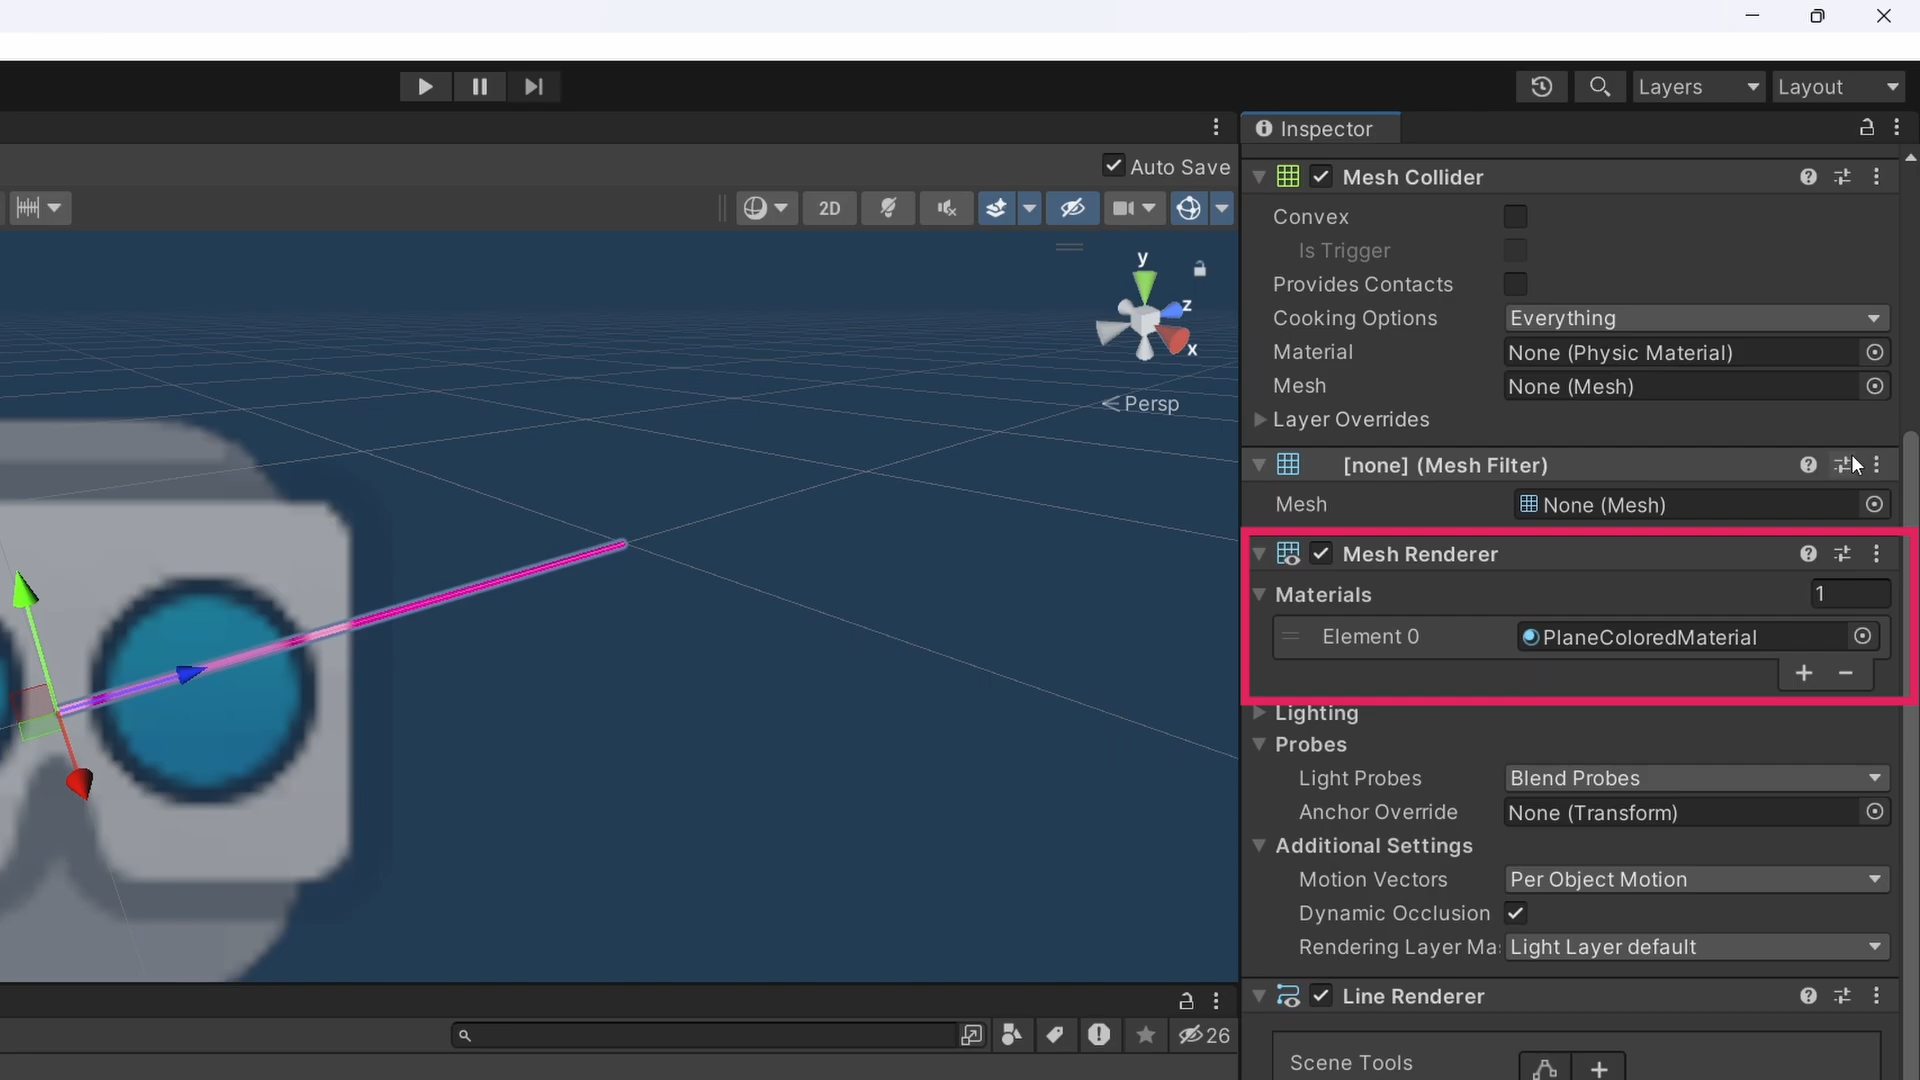 Layers
Layout
Inspector
Auto Save
2D
y
z
x
Persp
Mesh Collider
Convex
Is Trigger
Provides Contacts
Cooking Options Everything
Material None (Physic Material)
Mesh None (Mesh)
Layer Overrides
[none] (Mesh Filter)
Mesh None (Mesh)
Mesh Renderer
Materials 1
Element 0 PlaneColoredMaterial
+ −
Lighting
Probes
Light Probes Blend Probes
Anchor Override None (Transform)
Additional Settings
Motion Vectors Per Object Motion
Dynamic Occlusion
Rendering Layer Ma Light Layer default
Line Renderer
26
Scene Tools